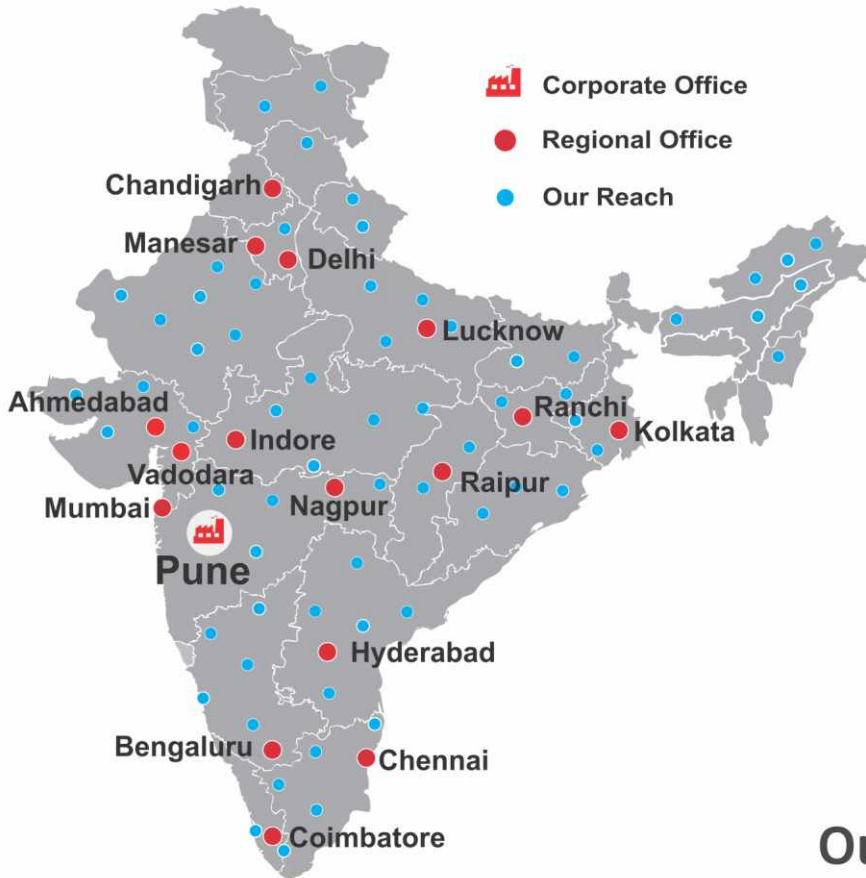 Corporate Office
Regional Office
Our Reach
Chandigarh
Manesar
Delhi
Lucknow
Ahmedabad
Ranchi
Indore
Kolkata
Vadodara
Raipur
Nagpur
Mumbai
Pune
Hyderabad
Bengaluru
Chennai
Coimbatore